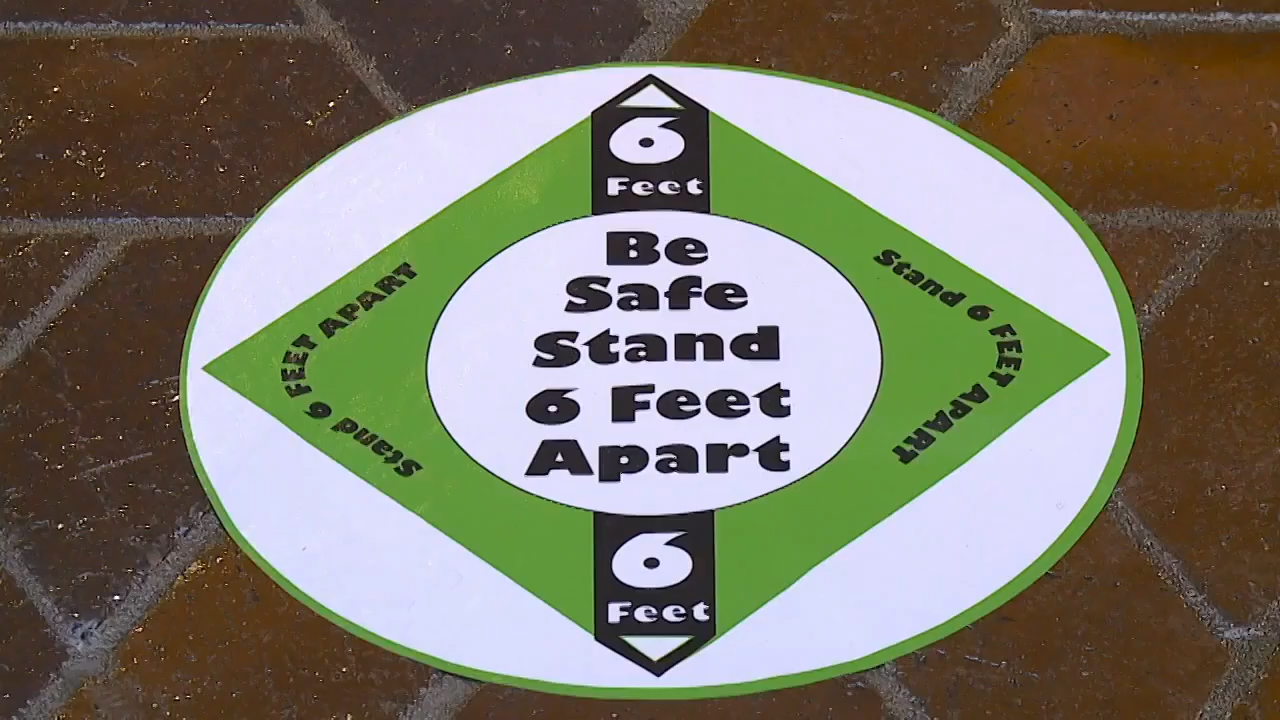 6
Feet
Be
Safe
Stand
6 Feet
Apart
Stand 6 FEET APART
Stand 6 FEET APART
6
Feet